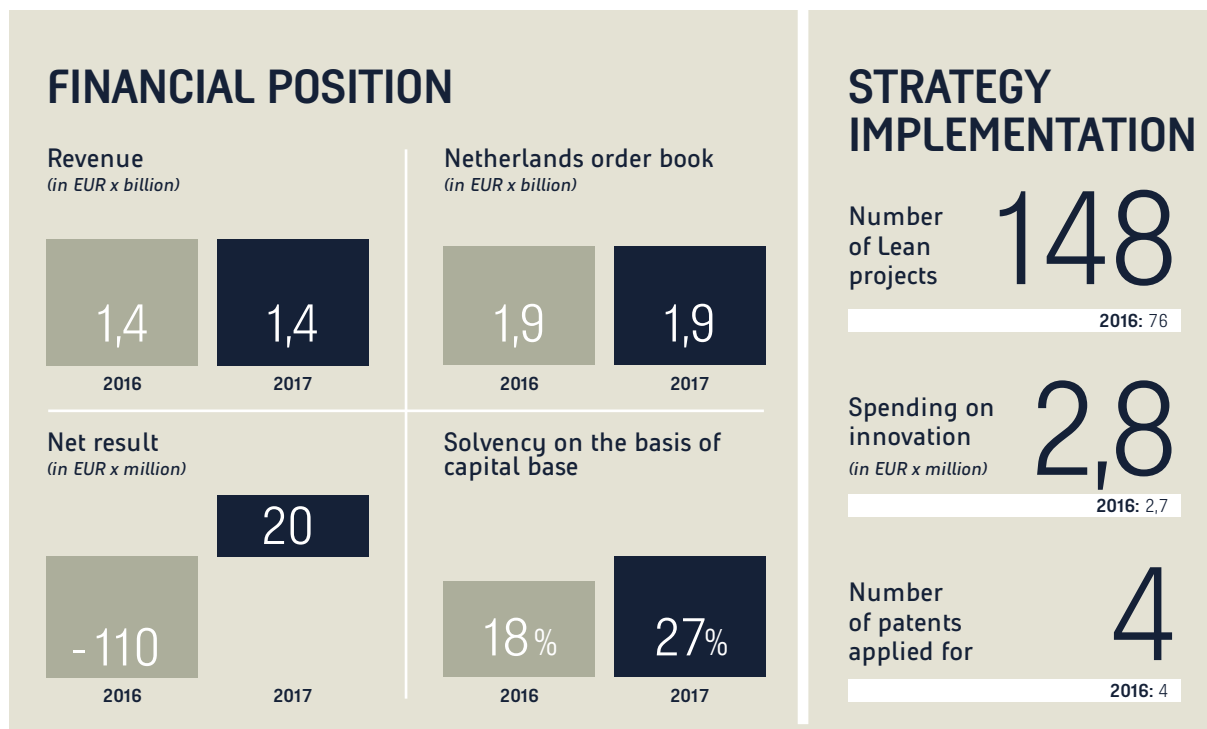 FINANCIAL POSITION
Revenue
(in EUR x billion)
1,4
1,4
2016
2017
Netherlands order book
(in EUR x billion)
1,9
1,9
2016
2017
Net result
(in EUR x million)
-110
20
2016
2017
Solvency on the basis of
capital base
18%
27%
2016
2017
STRATEGY
IMPLEMENTATION
Number
of Lean
projects
148
2016: 76
Spending on
innovation
(in EUR x million)
2,8
2016: 2,7
Number
of patents
applied for
4
2016: 4